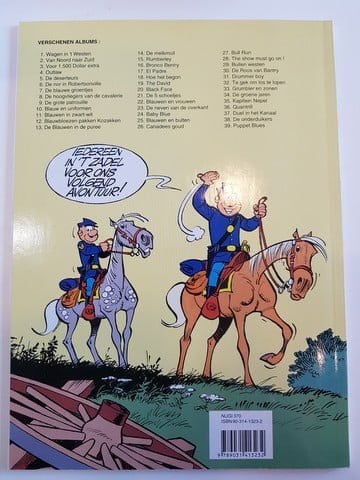 VERSCHENEN ALBUMS :
1. Wagen in 't Westen
2. Van Noord naar Zuid
3. Voor 1.500 Dollar extra
4. Outlaw
5. De deserteurs
6. De nor in Robertsonville
7. De blauwe groentjes
8. De hoogvliegers van de cavalerie
9. De grote patrouille
10. Blauw en uniformen
11. Blauwen in zwart-wit
12. Blauwbloezen pakken Kozakken
13. De Blauwen in de puree
14. De melkmuil
15. Rumberley
16. Bronco Benny
17. El Padre
18. Hoe het begon
19. The David
20. Black Face
21. De 5 schoeljes
22. Blauwen en vrouwen
23. De neven van de overkant
24. Baby Blue
25. Blauwen en builen
26. Canadees goud
27. Bull Run
28. The show must go on !
29. Buiten westen
30. De Roos van Bantry
31. Drummer boy
32. Te gek om los te lopen
33. Grumbler en zonen
34. De groene jaren
35. Kapitein Nepel
36. Quantrill
37. Duel in het Kanaal
38. De onderduikers
39. Puppet Blues
IEDEREEN
IN 'T ZADEL
VOOR ONS
VOLGEND
AVONTUUR!
NUGI 370
ISBN 90-314-1323-2
9789031413232